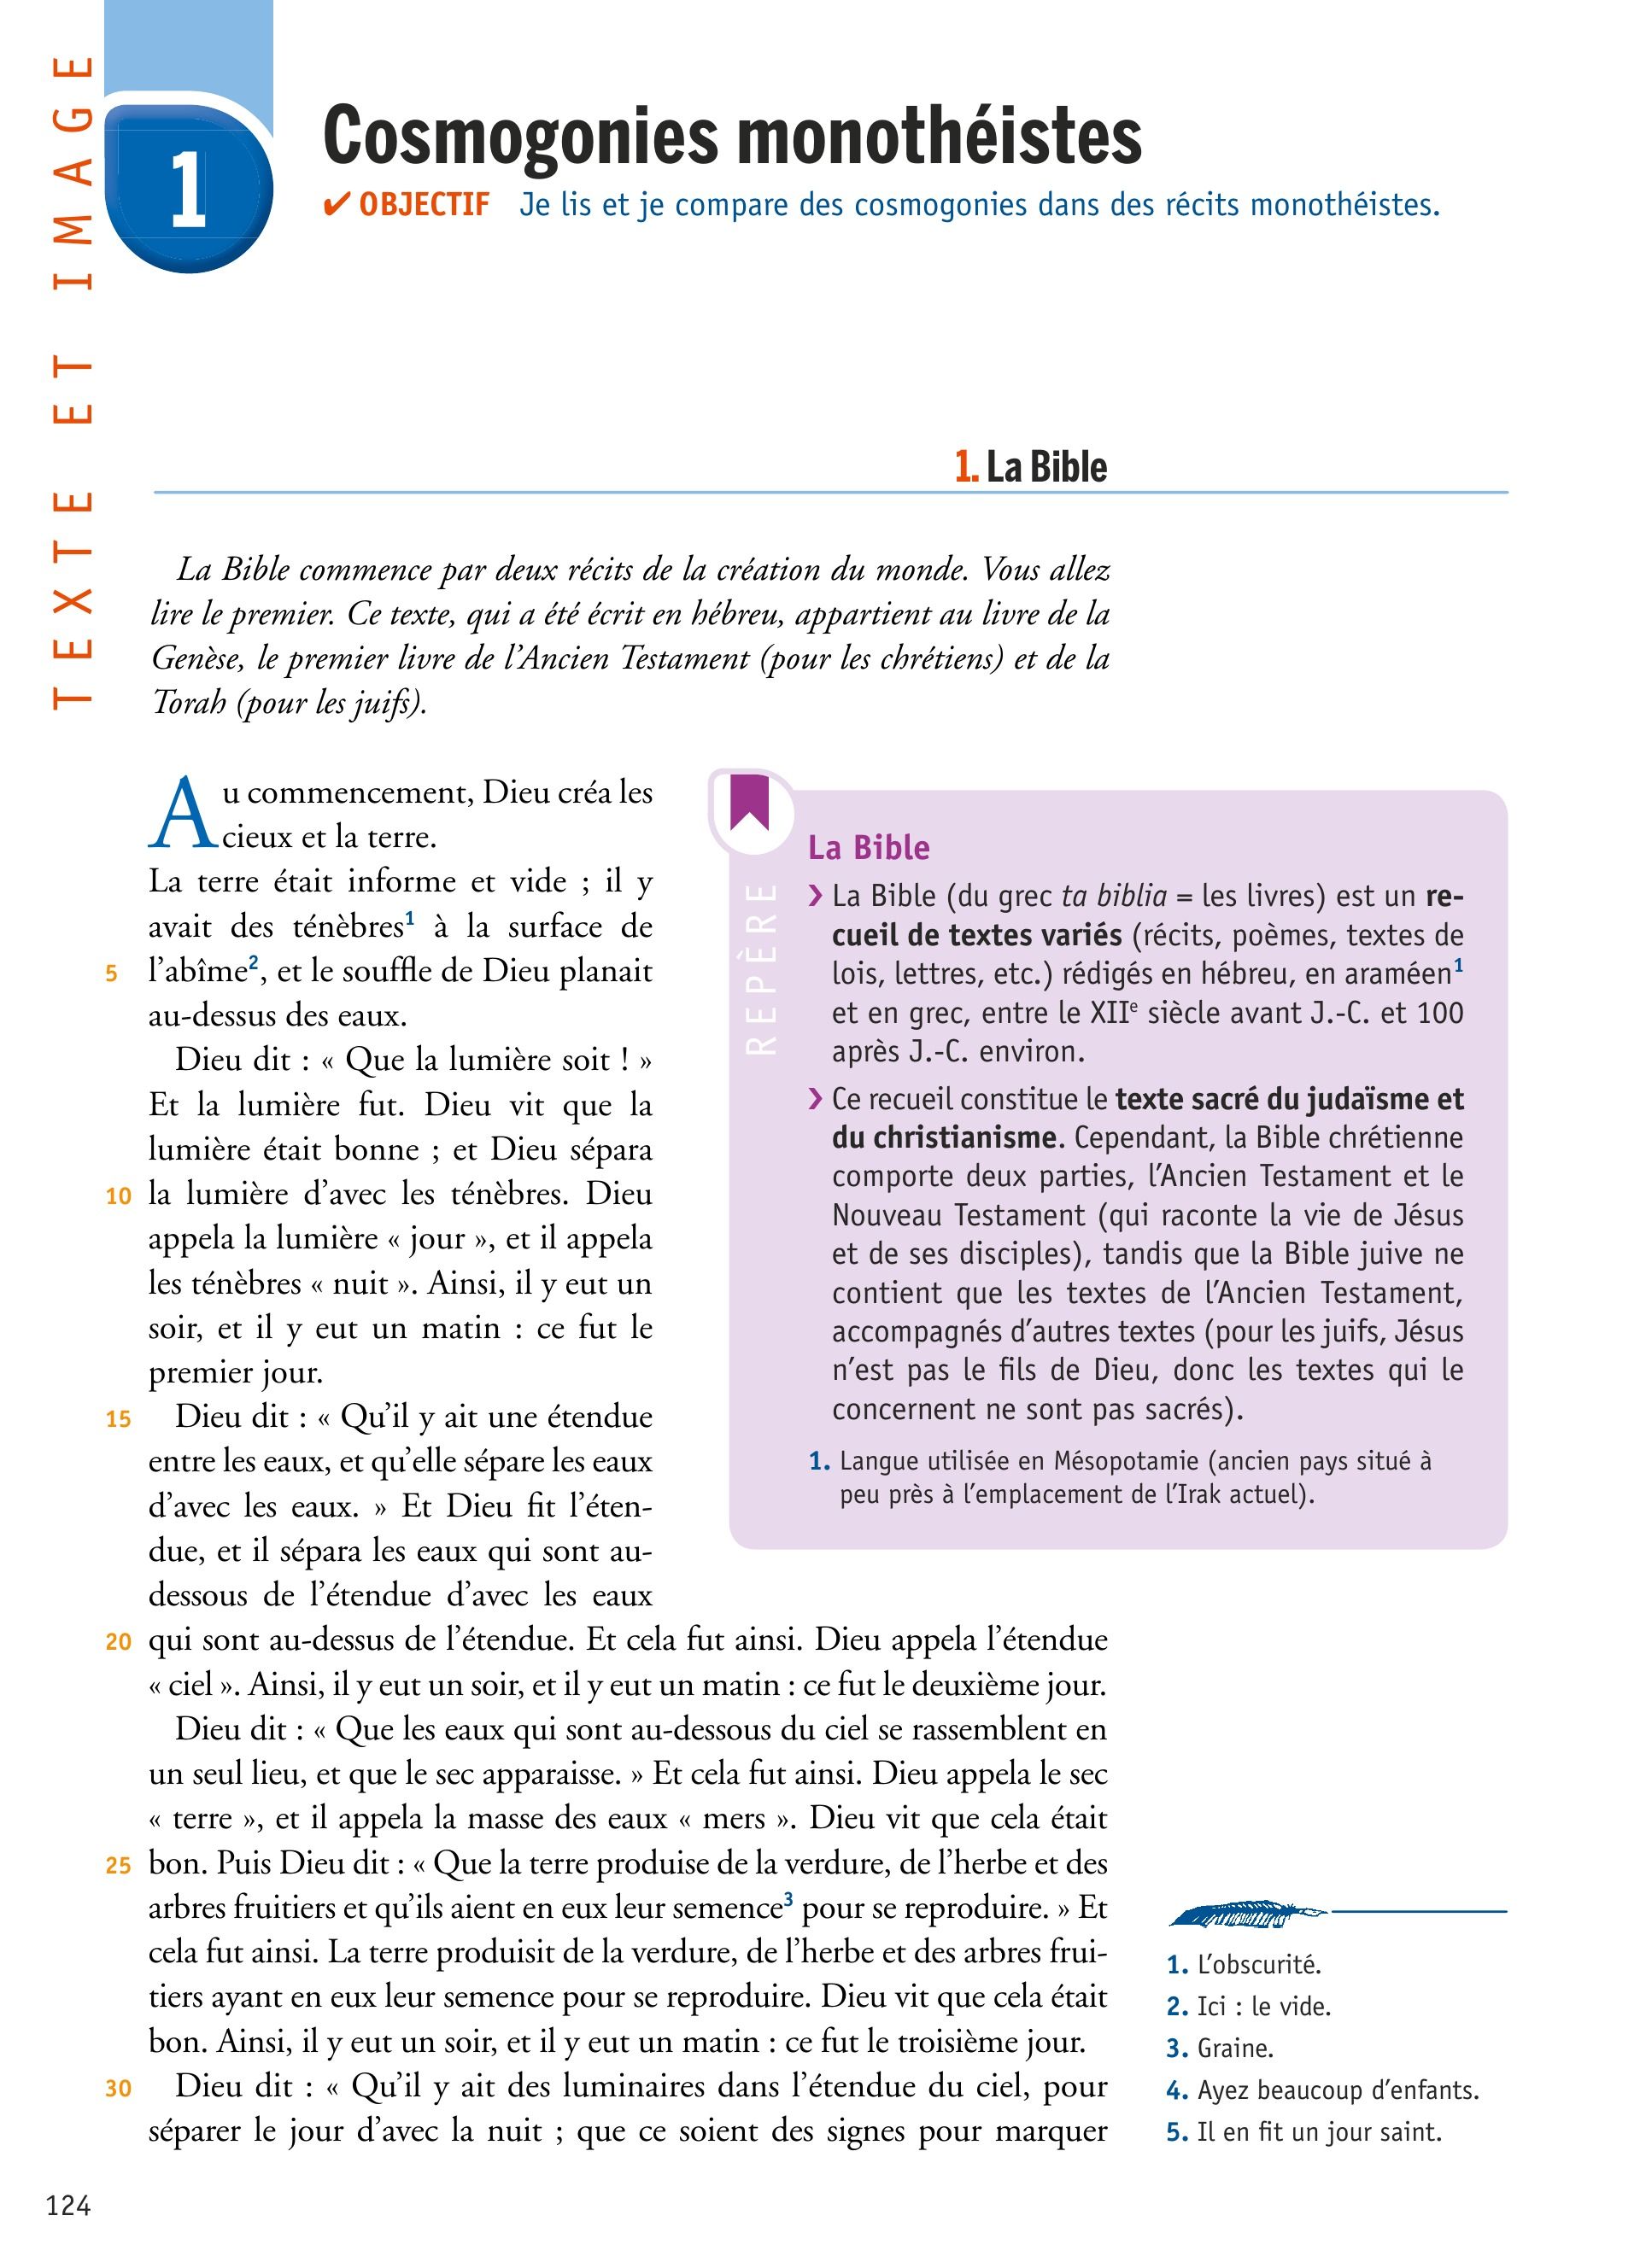 TEXTE ET IMAGE
1
Cosmogonies monothéistes
✔ OBJECTIF Je lis et je compare des cosmogonies dans des récits monothéistes.
1. La Bible
La Bible commence par deux récits de la création du monde. Vous allez
lire le premier. Ce texte, qui a été écrit en hébreu, appartient au livre de la
Genèse, le premier livre de l’Ancien Testament (pour les chrétiens) et de la
Torah (pour les juifs).
Au commencement, Dieu créa les
cieux et la terre.
La terre était informe et vide ; il y
avait des ténèbres1 à la surface de
5 l’abîme2, et le souffle de Dieu planait
au-dessus des eaux.
Dieu dit : « Que la lumière soit ! »
Et la lumière fut. Dieu vit que la
lumière était bonne ; et Dieu sépara
10 la lumière d’avec les ténèbres. Dieu
appela la lumière « jour », et il appela
les ténèbres « nuit ». Ainsi, il y eut un
soir, et il y eut un matin : ce fut le
premier jour.
15 Dieu dit : « Qu’il y ait une étendue
entre les eaux, et qu’elle sépare les eaux
d’avec les eaux. » Et Dieu fit l’éten-
due, et il sépara les eaux qui sont au-
dessous de l’étendue d’avec les eaux
20 qui sont au-dessus de l’étendue. Et cela fut ainsi. Dieu appela l’étendue
« ciel ». Ainsi, il y eut un soir, et il y eut un matin : ce fut le deuxième jour.
Dieu dit : « Que les eaux qui sont au-dessous du ciel se rassemblent en
un seul lieu, et que le sec apparaisse. » Et cela fut ainsi. Dieu appela le sec
« terre », et il appela la masse des eaux « mers ». Dieu vit que cela était
25 bon. Puis Dieu dit : « Que la terre produise de la verdure, de l’herbe et des
arbres fruitiers et qu’ils aient en eux leur semence3 pour se reproduire. » Et
cela fut ainsi. La terre produisit de la verdure, de l’herbe et des arbres frui-
tiers ayant en eux leur semence pour se reproduire. Dieu vit que cela était
bon. Ainsi, il y eut un soir, et il y eut un matin : ce fut le troisième jour.
30 Dieu dit : « Qu’il y ait des luminaires dans l’étendue du ciel, pour
séparer le jour d’avec la nuit ; que ce soient des signes pour marquer
REPÈRE
La Bible
❯ La Bible (du grec ta biblia = les livres) est un re-
cueil de textes variés (récits, poèmes, textes de
lois, lettres, etc.) rédigés en hébreu, en araméen1
et en grec, entre le XIIe siècle avant J.-C. et 100
après J.-C. environ.
❯ Ce recueil constitue le texte sacré du judaïsme et
du christianisme. Cependant, la Bible chrétienne
comporte deux parties, l’Ancien Testament et le
Nouveau Testament (qui raconte la vie de Jésus
et de ses disciples), tandis que la Bible juive ne
contient que les textes de l’Ancien Testament,
accompagnés d’autres textes (pour les juifs, Jésus
n’est pas le fils de Dieu, donc les textes qui le
concernent ne sont pas sacrés).
1. Langue utilisée en Mésopotamie (ancien pays situé à
peu près à l’emplacement de l’Irak actuel).
1. L’obscurité.
2. Ici : le vide.
3. Graine.
4. Ayez beaucoup d’enfants.
5. Il en fit un jour saint.
124